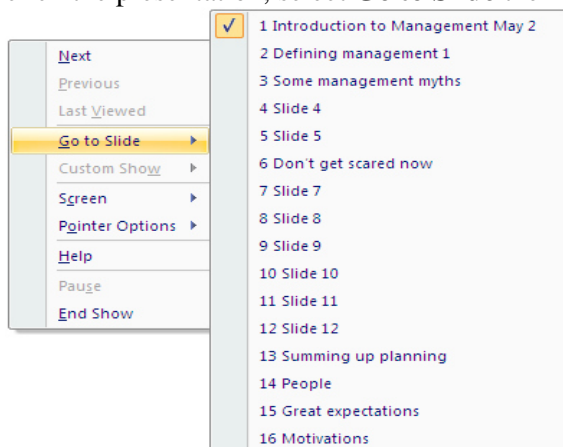 Next
Previous
Last Viewed
Go to Slide
Custom Show
Screen
Pointer Options
Help
Pause
End Show
1 Introduction to Management May 2
2 Defining management 1
3 Some management myths
4 Slide 4
5 Slide 5
6 Don't get scared now
7 Slide 7
8 Slide 8
9 Slide 9
10 Slide 10
11 Slide 11
12 Slide 12
13 Summing up planning
14 People
15 Great expectations
16 Motivations